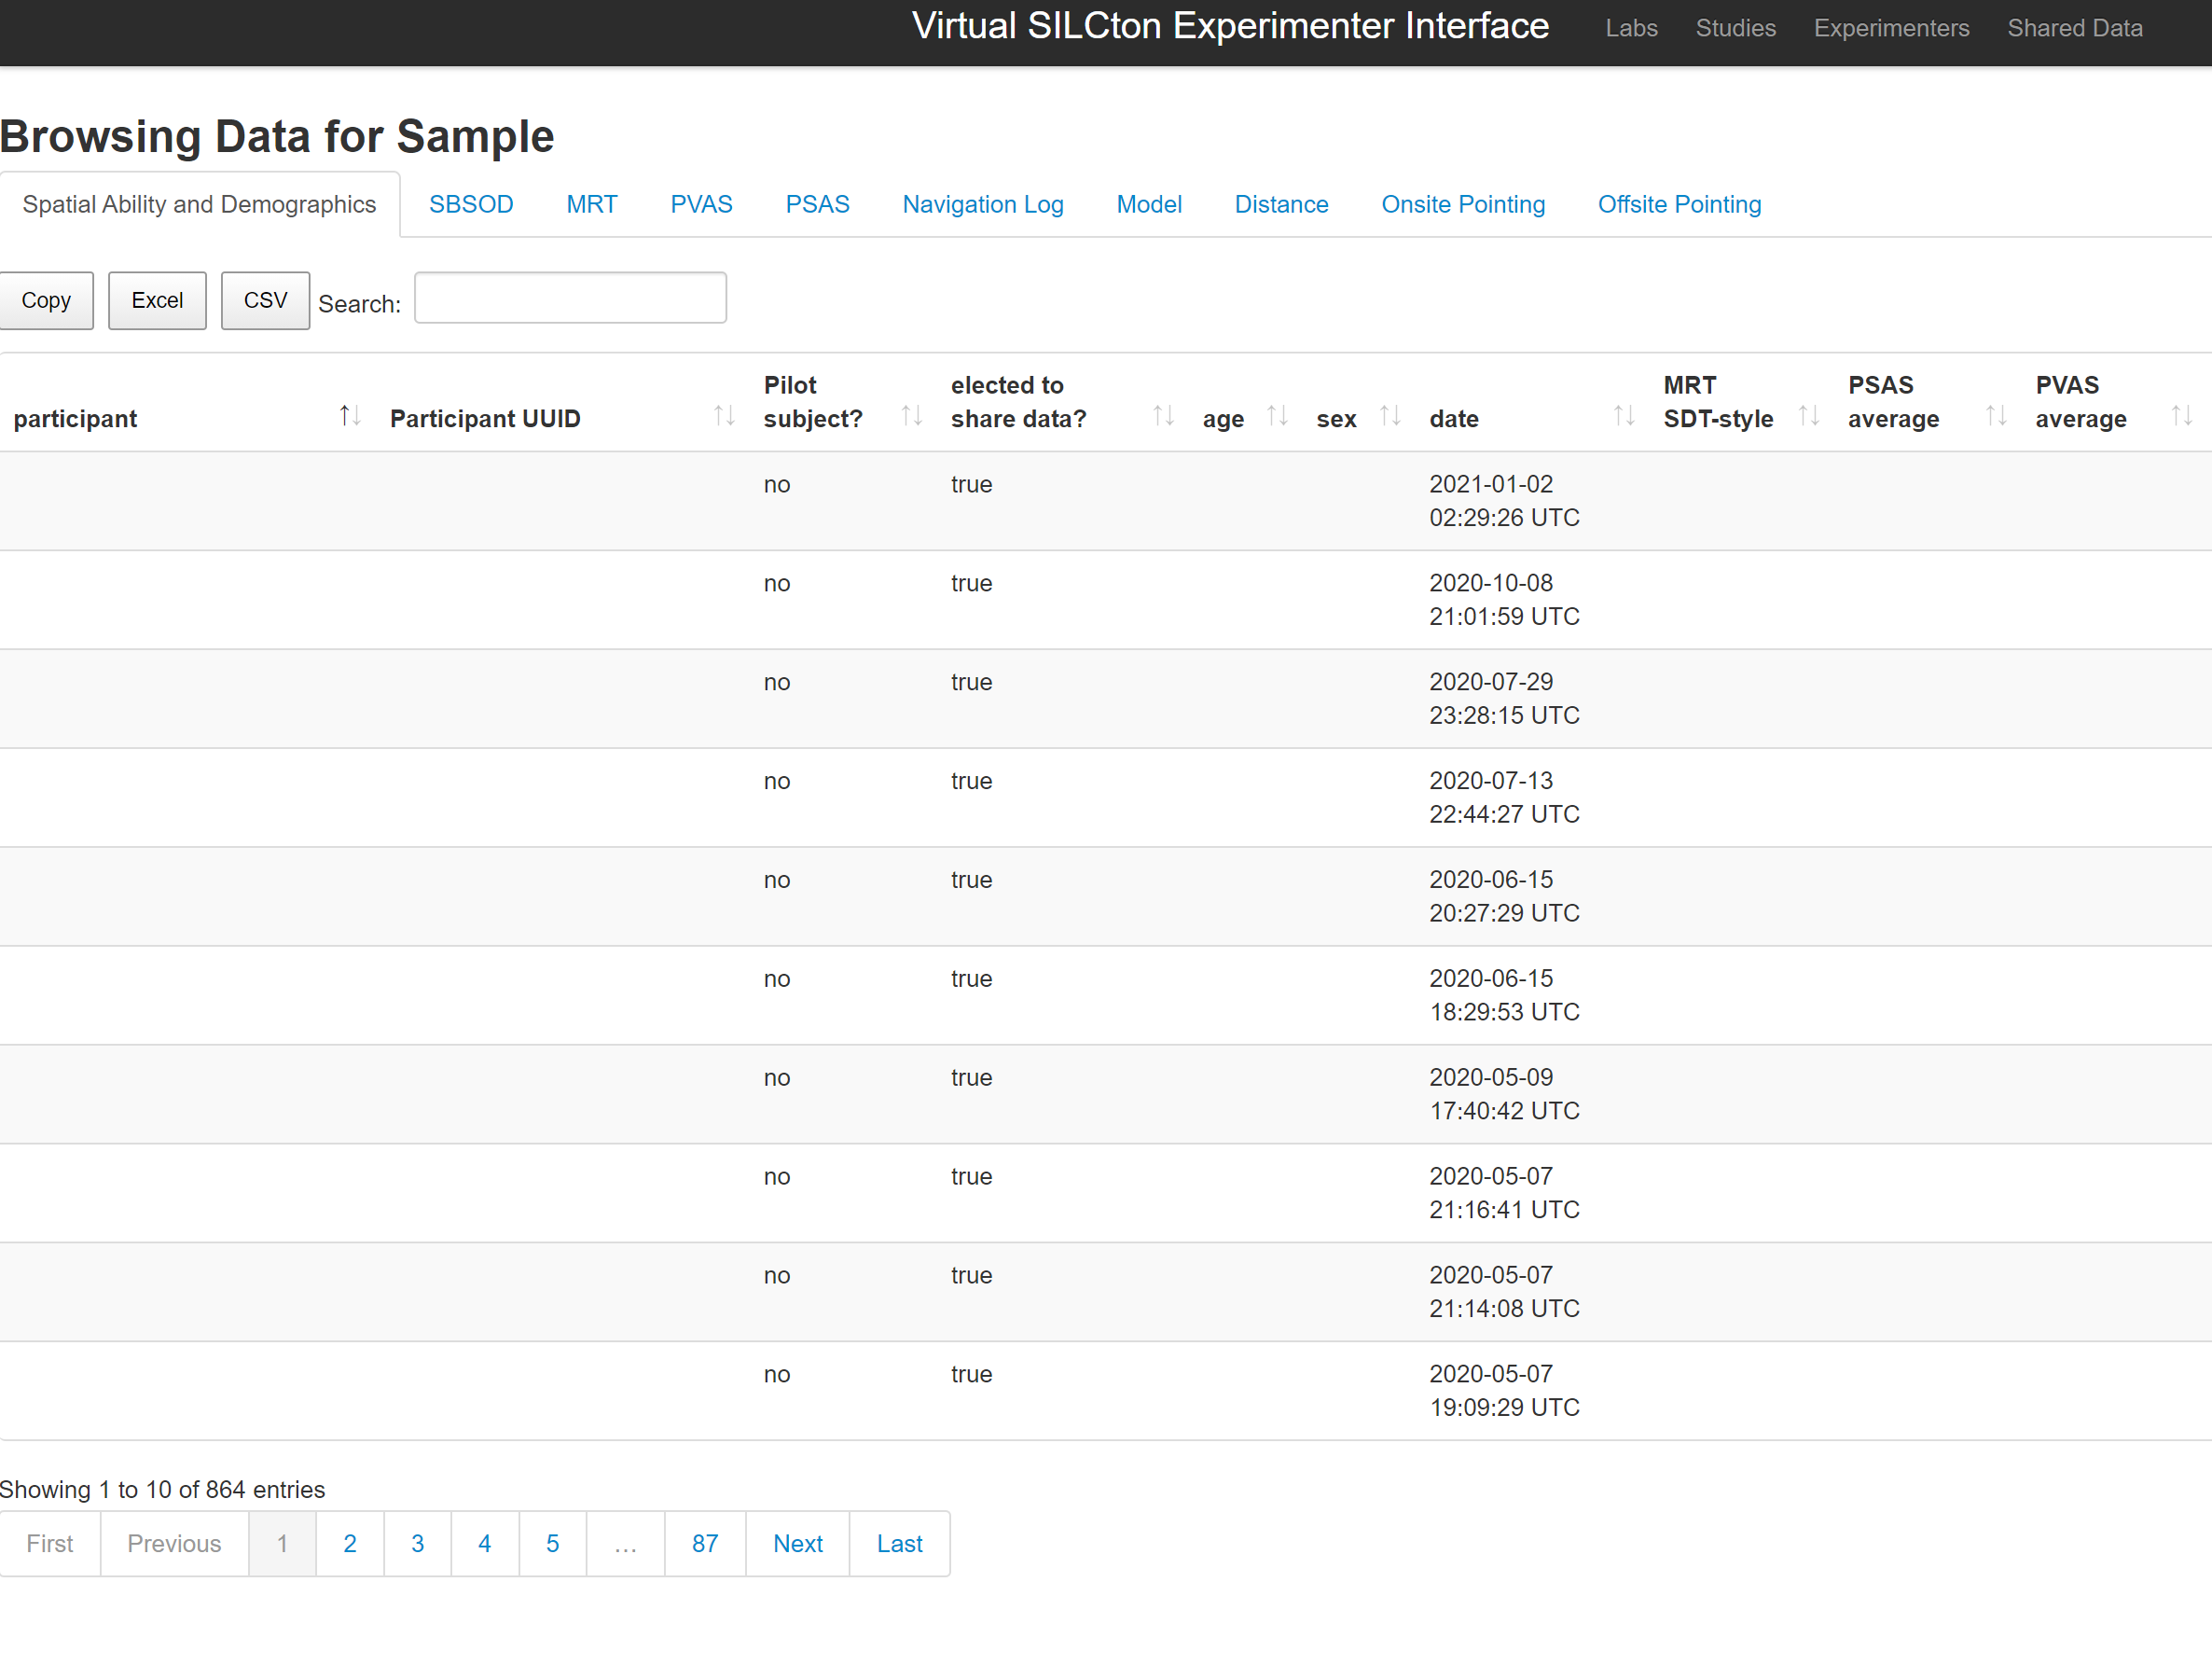 Virtual SILCton Experimenter Interface Labs Studies Experimenters Shared Data
Browsing Data for Sample
Spatial Ability and Demographics SBSOD MRT PVAS PSAS Navigation Log Model Distance Onsite Pointing Offsite Pointing
Copy Excel CSV Search:
participant Participant UUID Pilot subject? elected to share data? age sex date MRT SDT-style PSAS average PVAS average
no true 2021-01-02
02:29:26 UTC
no true 2020-10-08
21:01:59 UTC
no true 2020-07-29
23:28:15 UTC
no true 2020-07-13
22:44:27 UTC
no true 2020-06-15
20:27:29 UTC
no true 2020-06-15
18:29:53 UTC
no true 2020-05-09
17:40:42 UTC
no true 2020-05-07
21:16:41 UTC
no true 2020-05-07
21:14:08 UTC
no true 2020-05-07
19:09:29 UTC
Showing 1 to 10 of 864 entries
First Previous 1 2 3 4 5 … 87 Next Last